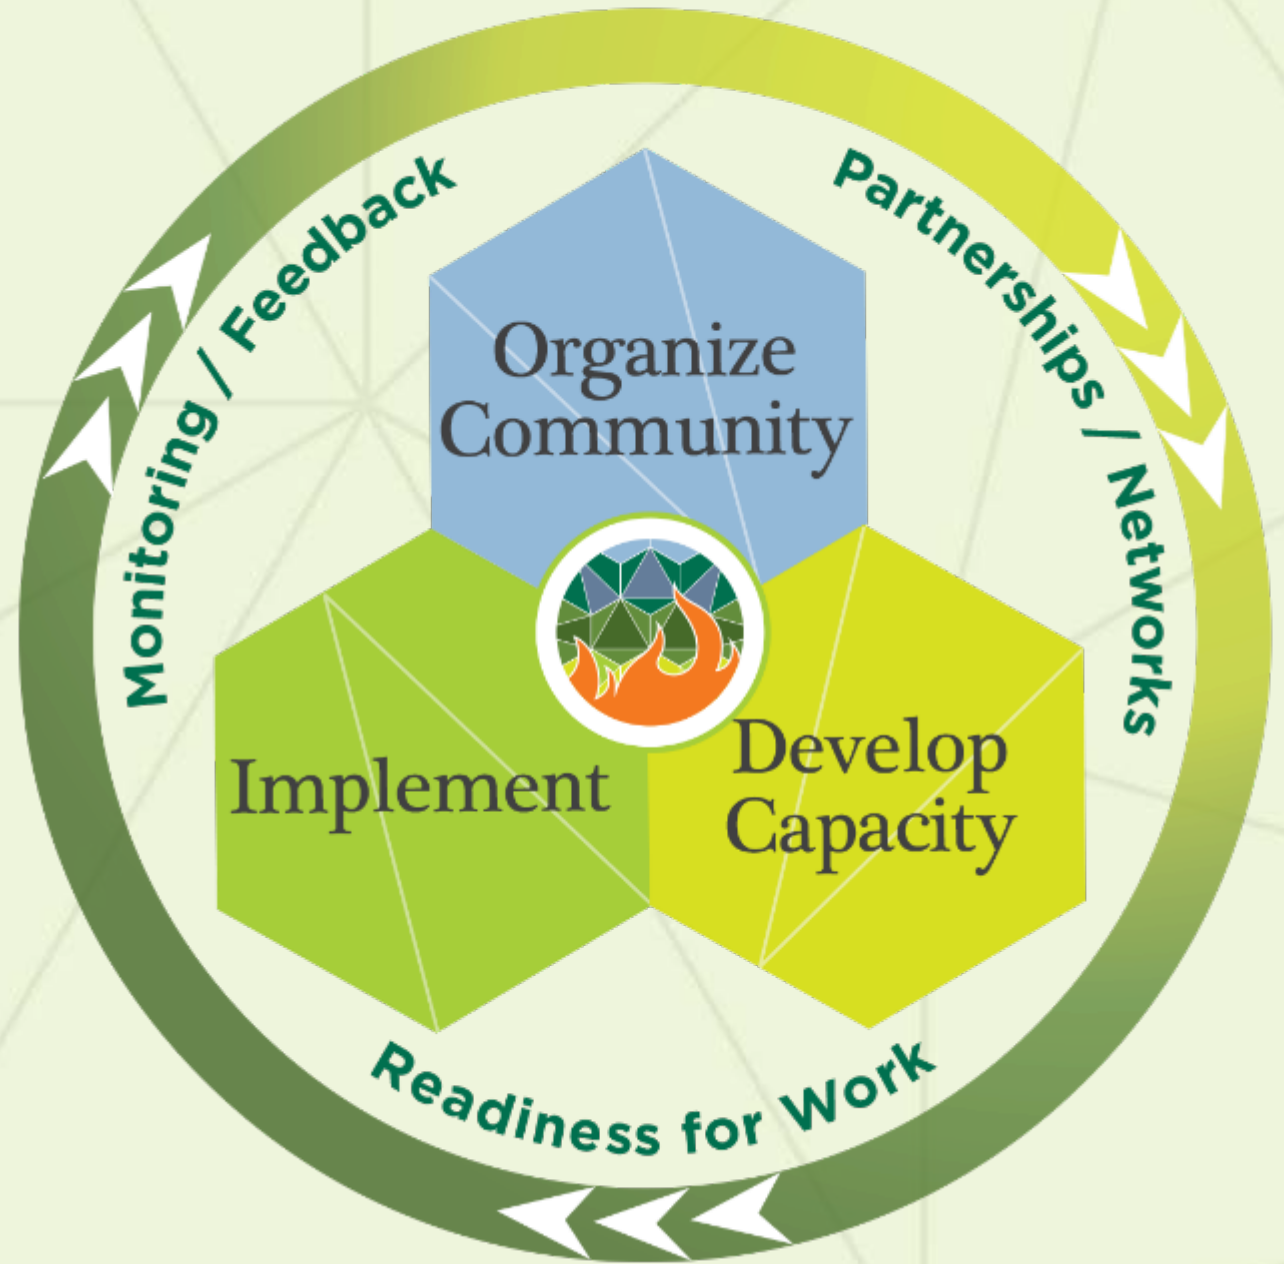 Monitoring / Feedback
Partnerships / Networks
Organize
Community
Implement
Develop
Capacity
Readiness for Work